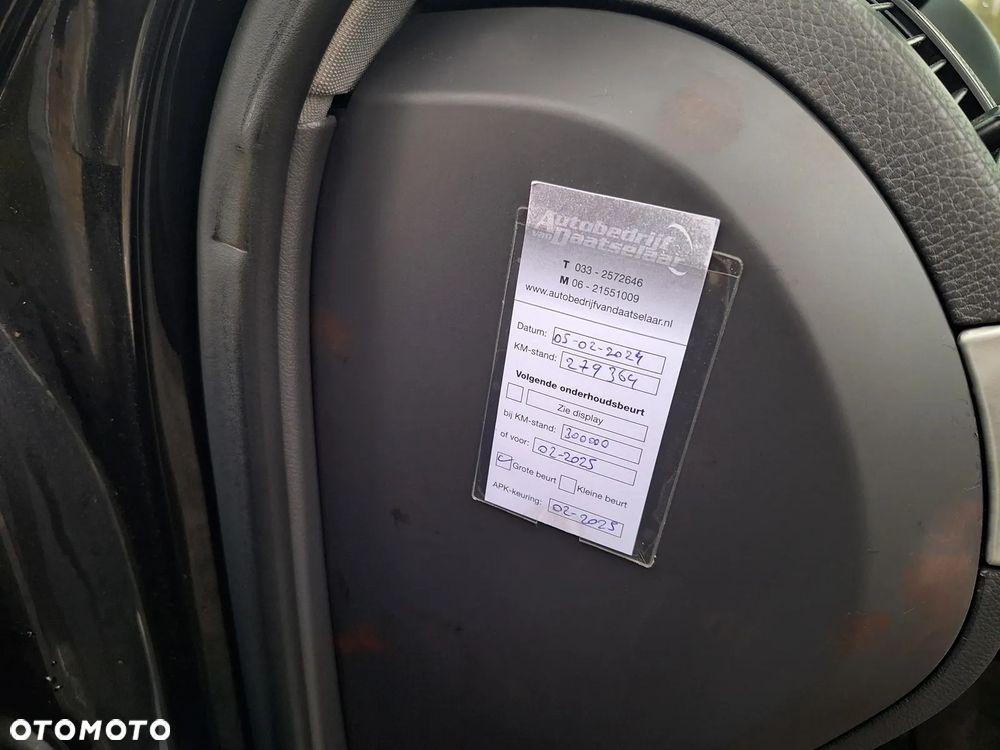 Autobedrijf
van Daatselaar
T 033 - 2572646
M 06 - 21551009
www.autobedrijfvandaatselaar.nl
Datum: 05-02-2024
KM-stand: 279364
Volgende onderhoudsbeurt
Zie display
bij KM-stand: 300000
of voor: 02-2025
Grote beurt Kleine beurt
APK-keuring: 02-2025
OTOMOTO